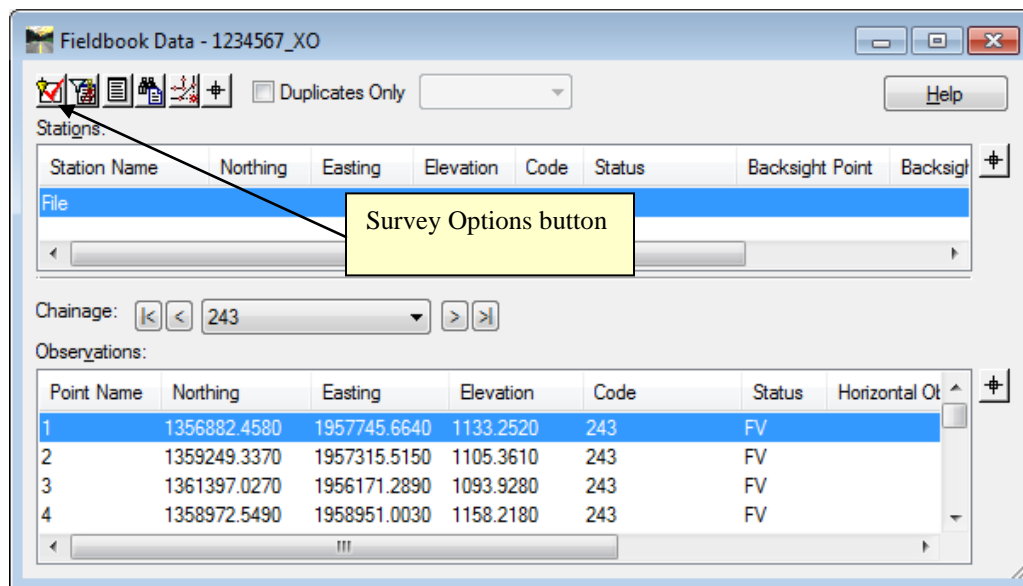 Fieldbook Data - 1234567_XO
Duplicates Only
Help
Stations:
Station Name Northing Easting Elevation Code Status Backsight Point Backsigh
File
Survey Options button
Chainage: |< < 243 > >|
Observations:
Point Name Northing Easting Elevation Code Status Horizontal Ob
1 1356882.4580 1957745.6640 1133.2520 243 FV
2 1359249.3370 1957315.5150 1105.3610 243 FV
3 1361397.0270 1956171.2890 1093.9280 243 FV
4 1358972.5490 1958951.0030 1158.2180 243 FV